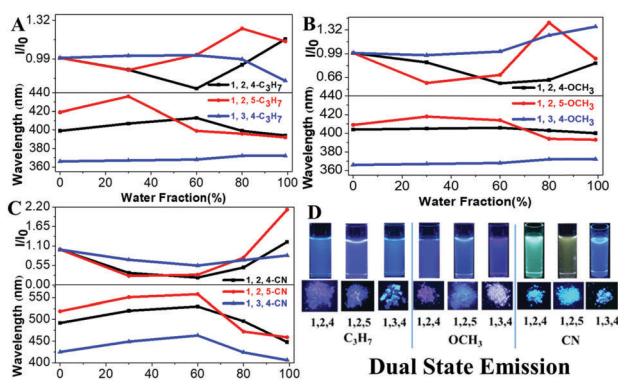 A
I/I0
1.32
0.99
440
420
400
380
360
Wavelength (nm)
1, 2, 4-C3H7
1, 2, 5-C3H7
1, 3, 4-C3H7
0 20 40 60 80 100
Water Fraction(%)
B
I/I0
1.32
0.99
0.66
440
420
400
380
360
Wavelength (nm)
1, 2, 4-OCH3
1, 2, 5-OCH3
1, 3, 4-OCH3
0 20 40 60 80 100
Water Fraction(%)
C
I/I0
2.20
1.65
1.10
0.55
0.00
550
500
450
400
Wavelength (nm)
1, 2, 4-CN
1, 2, 5-CN
1, 3, 4-CN
0 20 40 60 80 100
Water Fraction(%)
D
1,2,4 1,2,5 1,3,4 1,2,4 1,2,5 1,3,4 1,2,4 1,2,5 1,3,4
C3H7 OCH3 CN
Dual State Emission